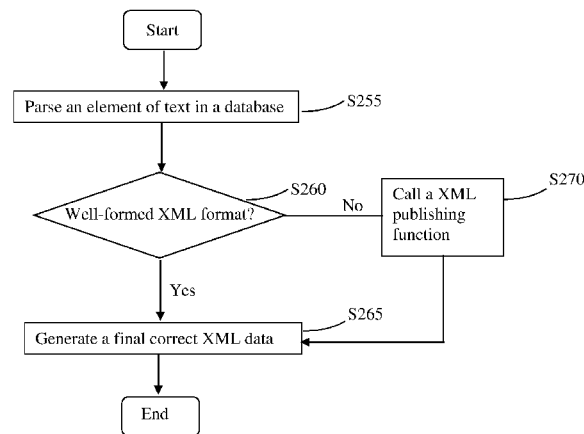 Start
Parse an element of text in a database
S255
Well-formed XML format?
S260
No
Call a XML
publishing
function
S270
Yes
Generate a final correct XML data
S265
End